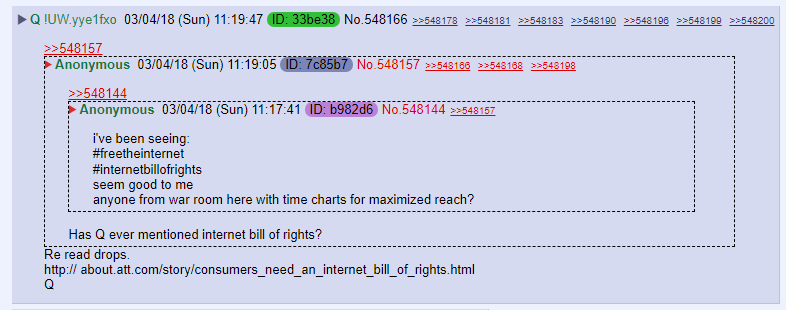 Q !UW.yye1fxo 03/04/18 (Sun) 11:19:47 ID: 33be38 No.548166 >>548178 >>548181 >>548183 >>548190 >>548196 >>548199 >>548200
>>548157
Anonymous 03/04/18 (Sun) 11:19:05 ID: 7c85b7 No.548157 >>548166 >>548168 >>548198
>>548144
Anonymous 03/04/18 (Sun) 11:17:41 ID: b982d6 No.548144 >>548157
i've been seeing:
#freetheinternet
#internetbillofrights
seem good to me
anyone from war room here with time charts for maximized reach?
Has Q ever mentioned internet bill of rights?
Re read drops.
http:// about.att.com/story/consumers_need_an_internet_bill_of_rights.html
Q